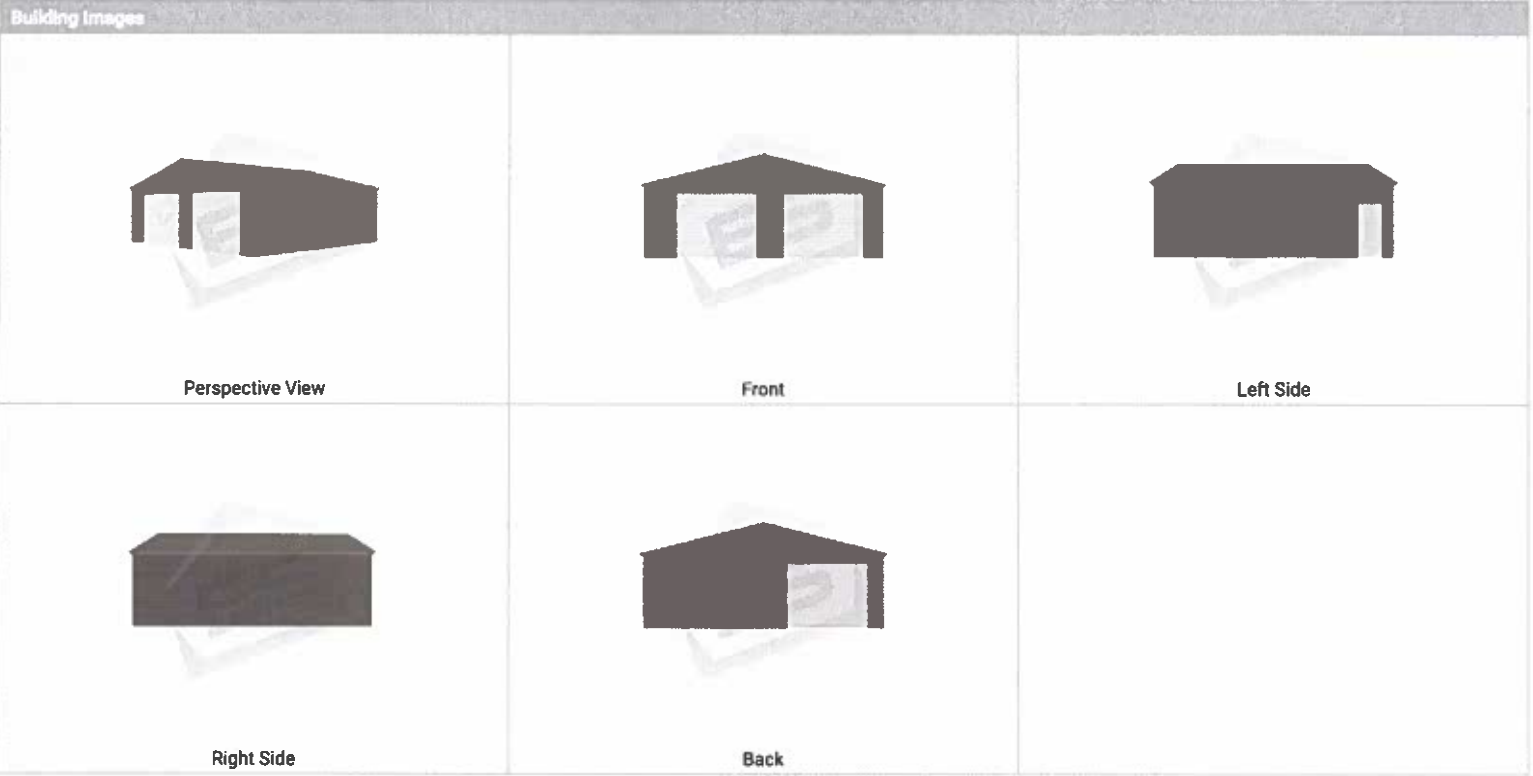 Building Images
Perspective View
Front
Left Side
Right Side
Back